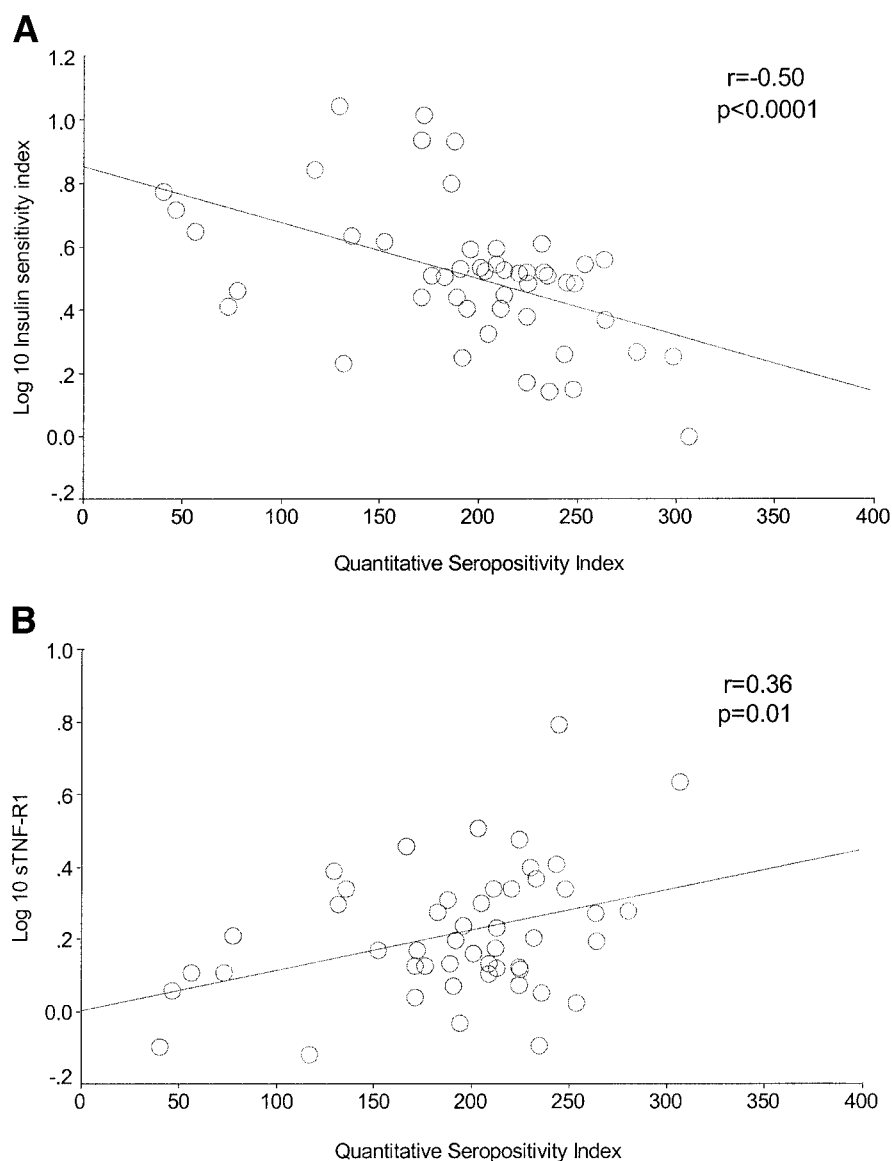 A
r=-0.50
p<0.0001
Log 10 Insulin sensitivity index
1.2
1.0
.8
.6
.4
.2
0.0
-.2
0 50 100 150 200 250 300 350 400
Quantitative Seropositivity Index
B
r=0.36
p=0.01
Log 10 sTNF-R1
1.0
.8
.6
.4
.2
0.0
-.2
0 50 100 150 200 250 300 350 400
Quantitative Seropositivity Index